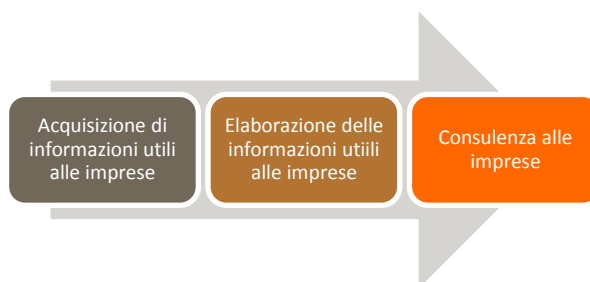 Acquisizione di
informazioni utili
alle imprese
Elaborazione delle
informazioni utiili
alle imprese
Consulenza alle
imprese